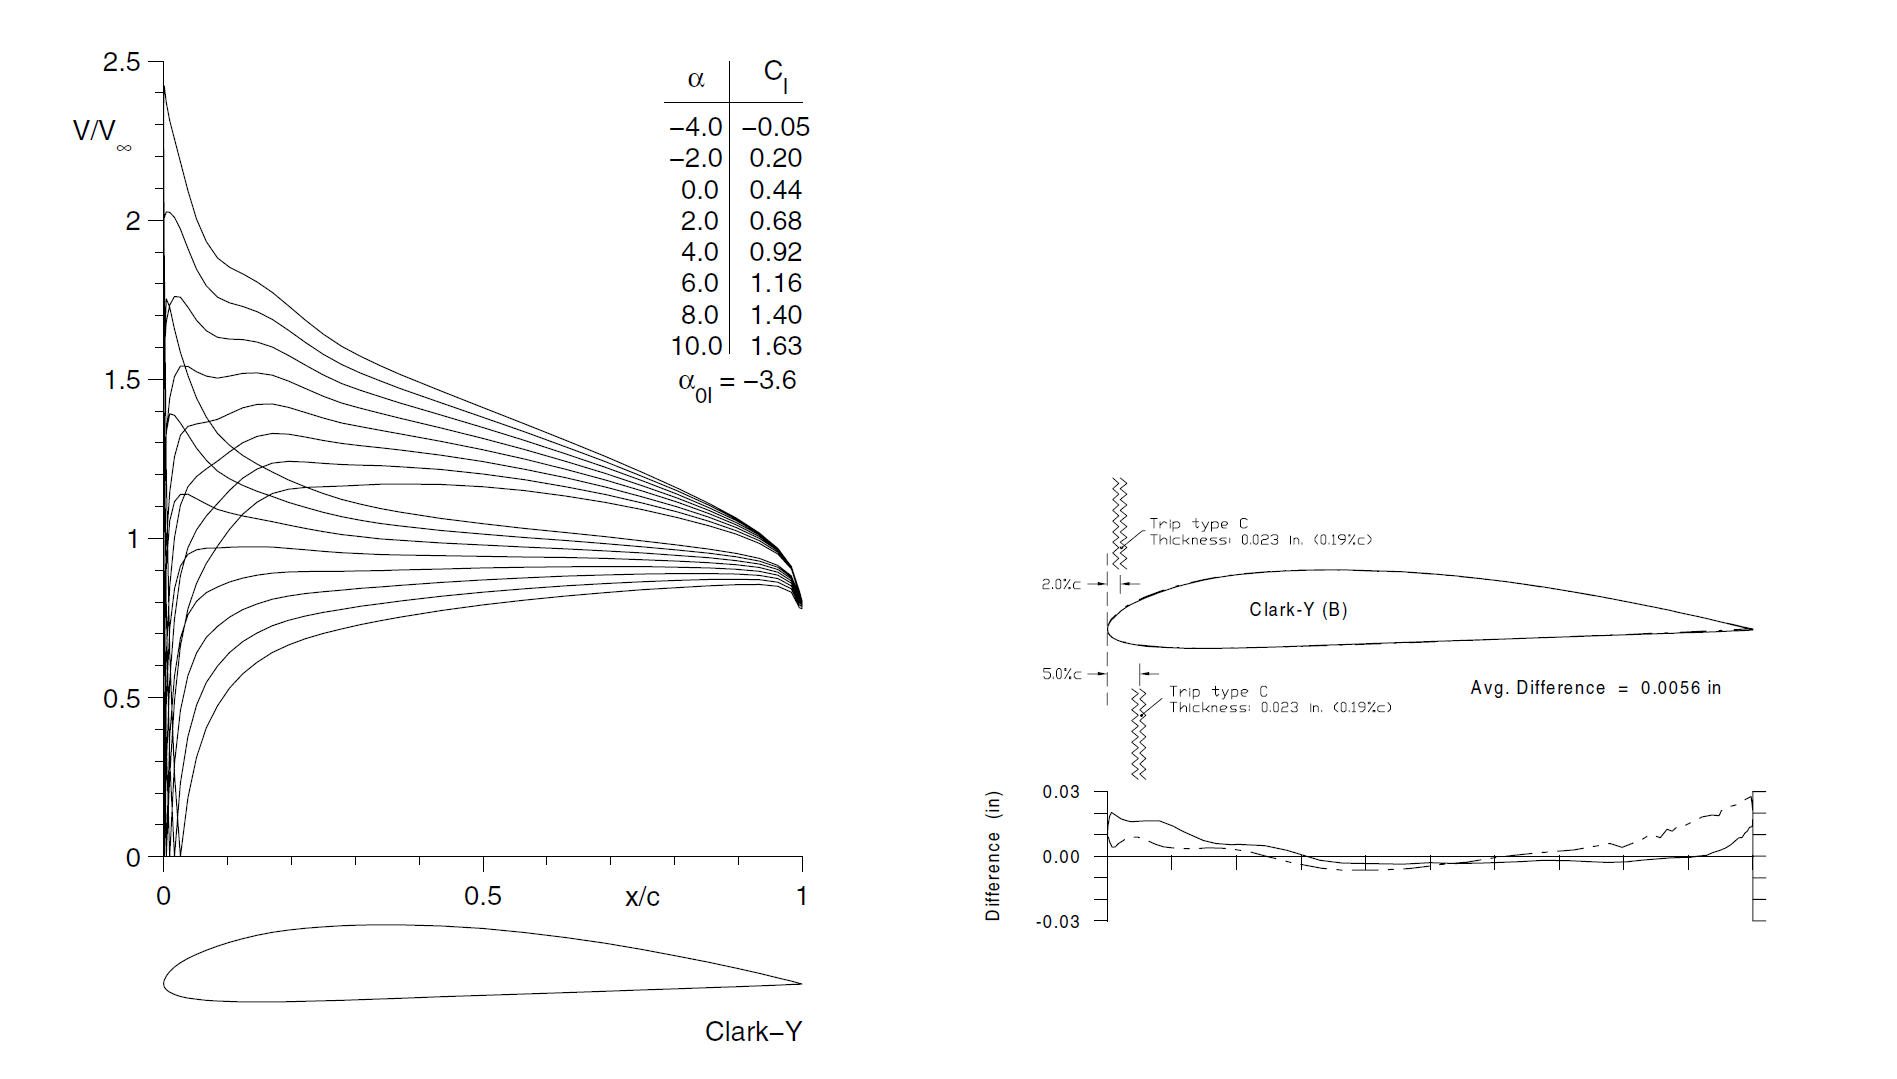 2.5
V/V∞
2
1.5
1
0.5
0
0
0.5
x/c
1
α Cl
−4.0 −0.05
−2.0 0.20
0.0 0.44
2.0 0.68
4.0 0.92
6.0 1.16
8.0 1.40
10.0 1.63
α0l = −3.6
Clark−Y
Trip type C
Thickness: 0.023 in. (0.19%c)
2.0%c
Clark-Y (B)
5.0%c
Trip type C
Thickness: 0.023 in. (0.19%c)
Avg. Difference = 0.0056 in
Difference (in)
0.03
0.00
-0.03